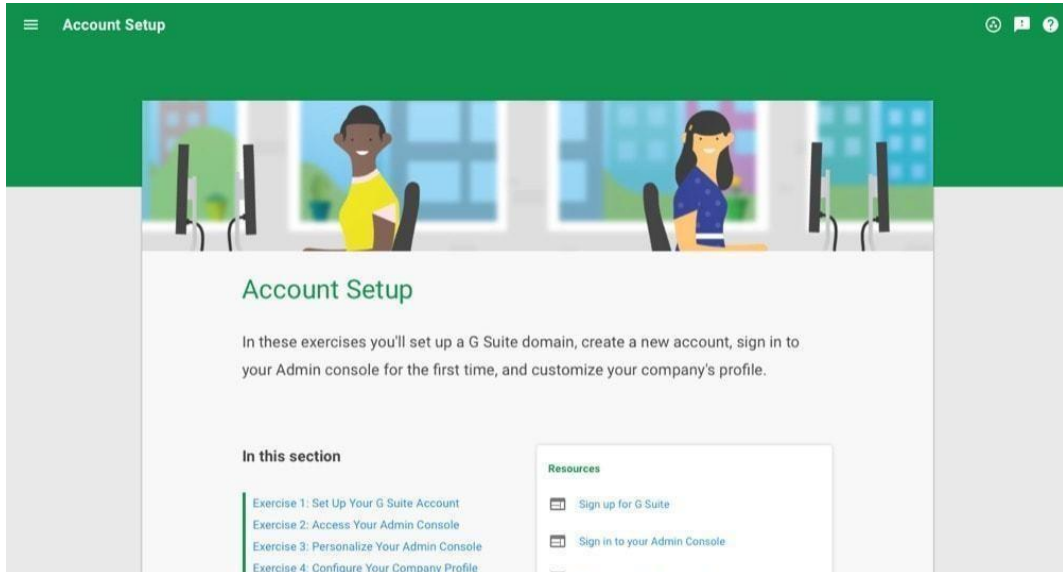 Account Setup
Account Setup
In these exercises you'll set up a G Suite domain, create a new account, sign in to
your Admin console for the first time, and customize your company's profile.
In this section
Exercise 1: Set Up Your G Suite Account
Exercise 2: Access Your Admin Console
Exercise 3: Personalize Your Admin Console
Exercise 4: Configure Your Company Profile
Resources
Sign up for G Suite
Sign in to your Admin Console